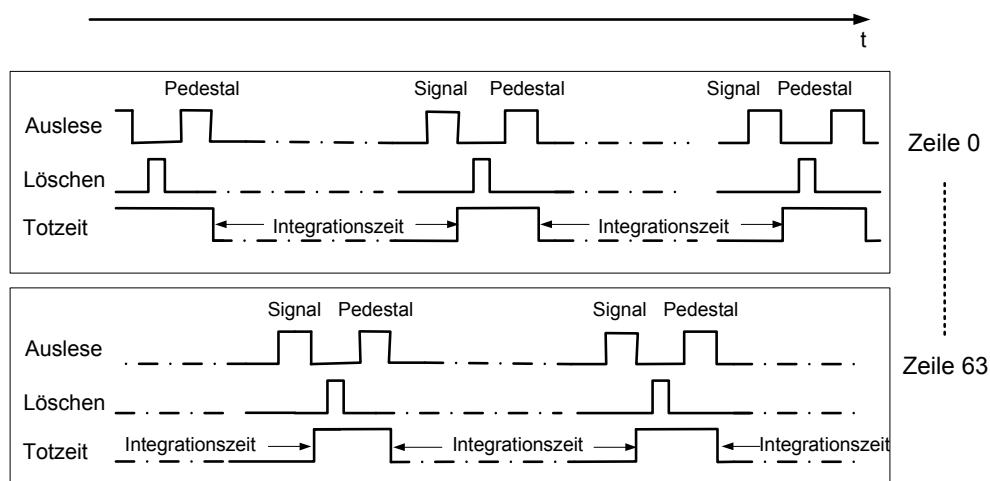 t
Pedestal Signal Pedestal Signal Pedestal
Auslese
Löschen
Totzeit Integrationszeit Integrationszeit
Zeile 0
Signal Pedestal Signal Pedestal
Auslese
Löschen
Totzeit Integrationszeit Integrationszeit Integrationszeit
Zeile 63